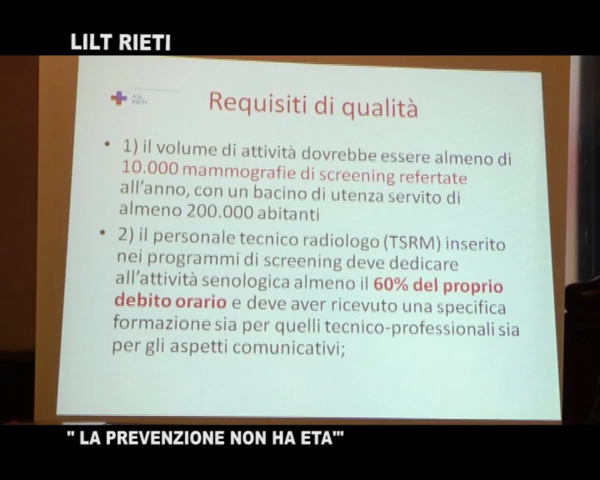 LILT RIETI
ASL
RIETI
Requisiti di qualità
• 1) il volume di attività dovrebbe essere almeno di
10.000 mammografie di screening refertate
all'anno, con un bacino di utenza servito di
almeno 200.000 abitanti
• 2) il personale tecnico radiologo (TSRM) inserito
nei programmi di screening deve dedicare
all'attività senologica almeno il 60% del proprio
debito orario e deve aver ricevuto una specifica
formazione sia per quelli tecnico-professionali sia
per gli aspetti comunicativi;
" LA PREVENZIONE NON HA ETA'"